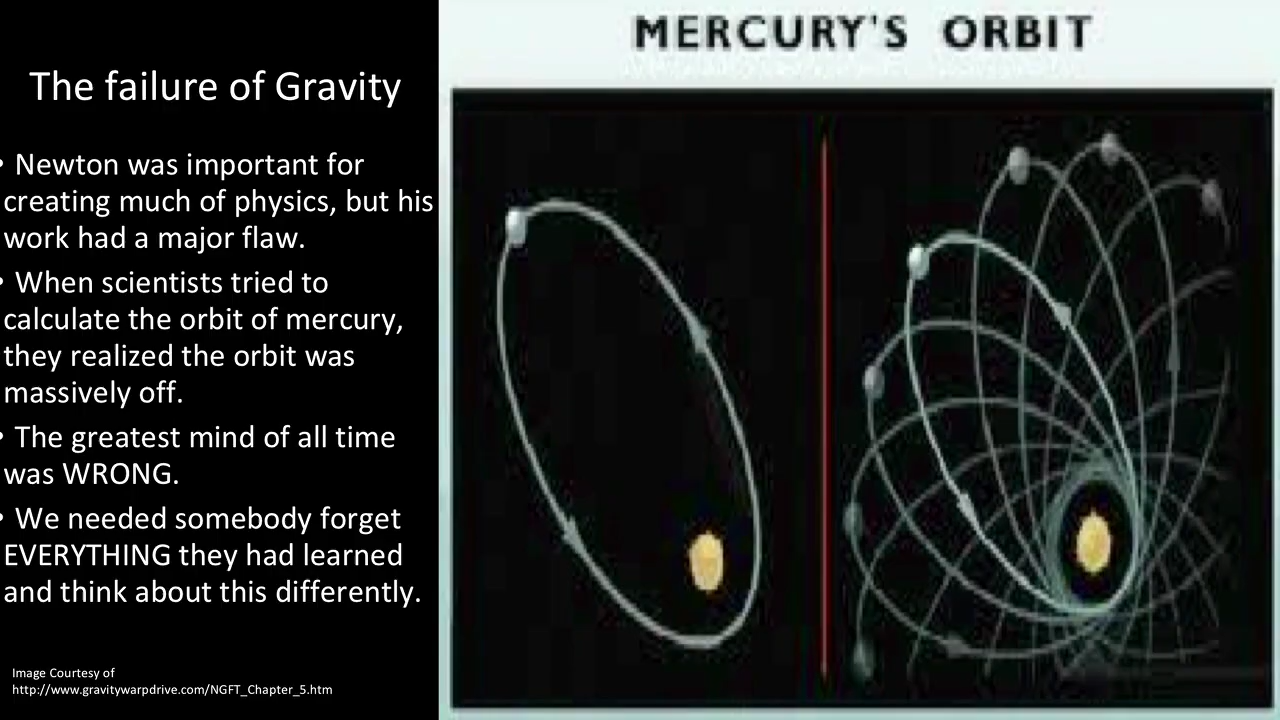 The failure of Gravity
• Newton was important for
creating much of physics, but his
work had a major flaw.
• When scientists tried to
calculate the orbit of mercury,
they realized the orbit was
massively off.
• The greatest mind of all time
was WRONG.
• We needed somebody forget
EVERYTHING they had learned
and think about this differently.
Image Courtesy of
http://www.gravitywarpdrive.com/NGFT_Chapter_5.htm
MERCURY'S ORBIT